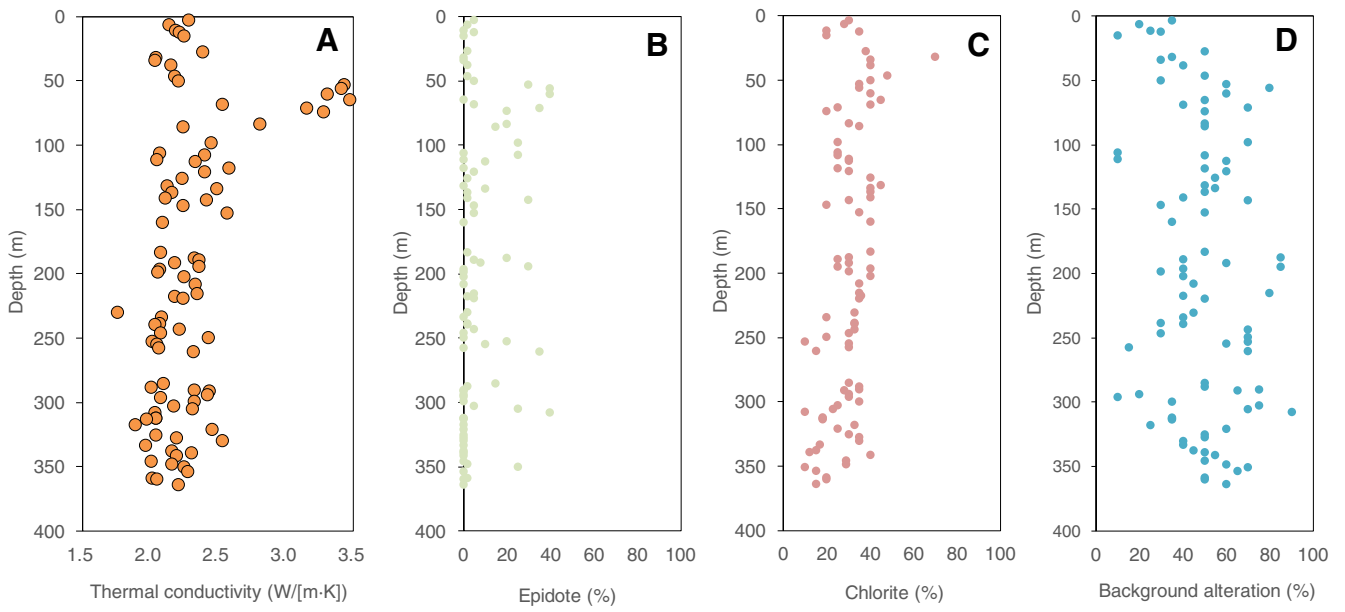 A
0
50
100
150
200
250
300
350
400
Depth (m)
1.5 2.0 2.5 3.0 3.5
Thermal conductivity (W/[m·K])
B
0
50
100
150
200
250
300
350
400
Depth (m)
0 20 40 60 80 100
Epidote (%)
C
0
50
100
150
200
250
300
350
400
Depth (m)
0 20 40 60 80 100
Chlorite (%)
D
0
50
100
150
200
250
300
350
400
Depth (m)
0 20 40 60 80 100
Background alteration (%)